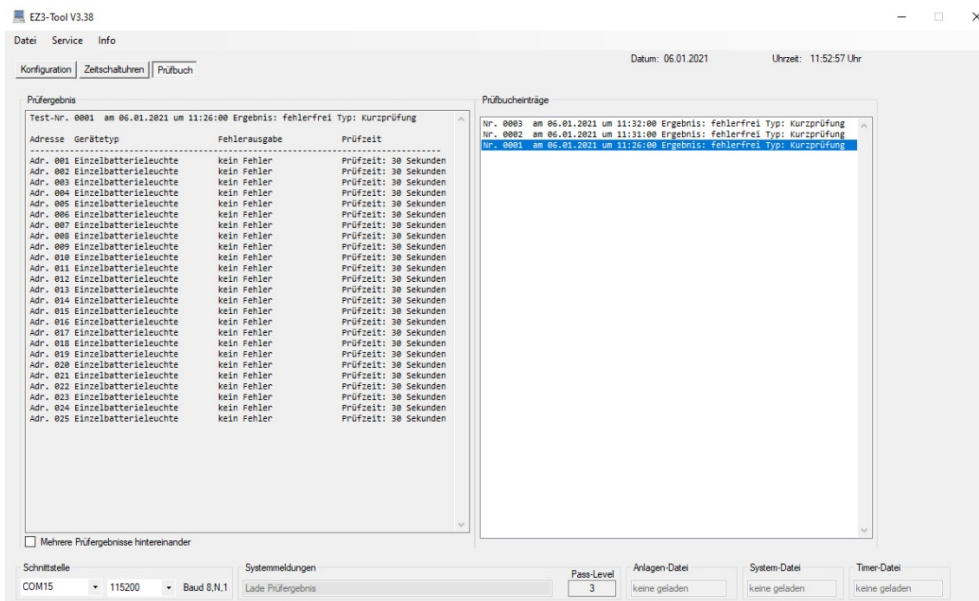 EZ3-Tool V3.38
Datei Service Info
Datum: 06.01.2021 Uhrzeit: 11:52:57 Uhr
Konfiguration Zeitschaltuhren Prüfbuch
Prüfergebnis
Test-Nr. 0001 am 06.01.2021 um 11:26:00 Ergebnis: fehlerfrei Typ: Kurzprüfung
Adresse Gerätetyp Fehlerausgabe Prüfzeit
--------------------------------------------------------------------------------
Adr. 001 Einzelbatterieleuchte kein Fehler Prüfzeit: 30 Sekunden
Adr. 002 Einzelbatterieleuchte kein Fehler Prüfzeit: 30 Sekunden
Adr. 003 Einzelbatterieleuchte kein Fehler Prüfzeit: 30 Sekunden
Adr. 004 Einzelbatterieleuchte kein Fehler Prüfzeit: 30 Sekunden
Adr. 005 Einzelbatterieleuchte kein Fehler Prüfzeit: 30 Sekunden
Adr. 006 Einzelbatterieleuchte kein Fehler Prüfzeit: 30 Sekunden
Adr. 007 Einzelbatterieleuchte kein Fehler Prüfzeit: 30 Sekunden
Adr. 008 Einzelbatterieleuchte kein Fehler Prüfzeit: 30 Sekunden
Adr. 009 Einzelbatterieleuchte kein Fehler Prüfzeit: 30 Sekunden
Adr. 010 Einzelbatterieleuchte kein Fehler Prüfzeit: 30 Sekunden
Adr. 011 Einzelbatterieleuchte kein Fehler Prüfzeit: 30 Sekunden
Adr. 012 Einzelbatterieleuchte kein Fehler Prüfzeit: 30 Sekunden
Adr. 013 Einzelbatterieleuchte kein Fehler Prüfzeit: 30 Sekunden
Adr. 014 Einzelbatterieleuchte kein Fehler Prüfzeit: 30 Sekunden
Adr. 015 Einzelbatterieleuchte kein Fehler Prüfzeit: 30 Sekunden
Adr. 016 Einzelbatterieleuchte kein Fehler Prüfzeit: 30 Sekunden
Adr. 017 Einzelbatterieleuchte kein Fehler Prüfzeit: 30 Sekunden
Adr. 018 Einzelbatterieleuchte kein Fehler Prüfzeit: 30 Sekunden
Adr. 019 Einzelbatterieleuchte kein Fehler Prüfzeit: 30 Sekunden
Adr. 020 Einzelbatterieleuchte kein Fehler Prüfzeit: 30 Sekunden
Adr. 021 Einzelbatterieleuchte kein Fehler Prüfzeit: 30 Sekunden
Adr. 022 Einzelbatterieleuchte kein Fehler Prüfzeit: 30 Sekunden
Adr. 023 Einzelbatterieleuchte kein Fehler Prüfzeit: 30 Sekunden
Adr. 024 Einzelbatterieleuchte kein Fehler Prüfzeit: 30 Sekunden
Adr. 025 Einzelbatterieleuchte kein Fehler Prüfzeit: 30 Sekunden
Mehrere Prüfergebnisse hintereinander
Prüfbucheinträge
Nr. 0003 am 06.01.2021 um 11:32:00 Ergebnis: fehlerfrei Typ: Kurzprüfung
Nr. 0002 am 06.01.2021 um 11:31:00 Ergebnis: fehlerfrei Typ: Kurzprüfung
Nr. 0001 am 06.01.2021 um 11:26:00 Ergebnis: fehlerfrei Typ: Kurzprüfung
Schnittstelle
COM15 115200 Baud 8,N,1
Systemmeldungen
Lade Prüfergebnis
Pass-Level
3
Anlagen-Datei
keine geladen
System-Datei
keine geladen
Timer-Datei
keine geladen